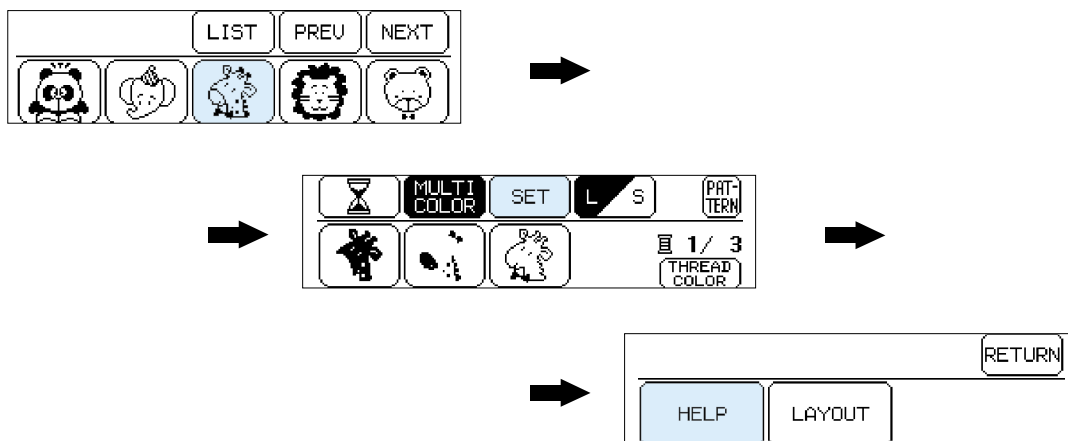 LIST PREV NEXT
MULTI
COLOR SET L S PAT-
TERN
1/ 3
THREAD
COLOR
RETURN
HELP LAYOUT